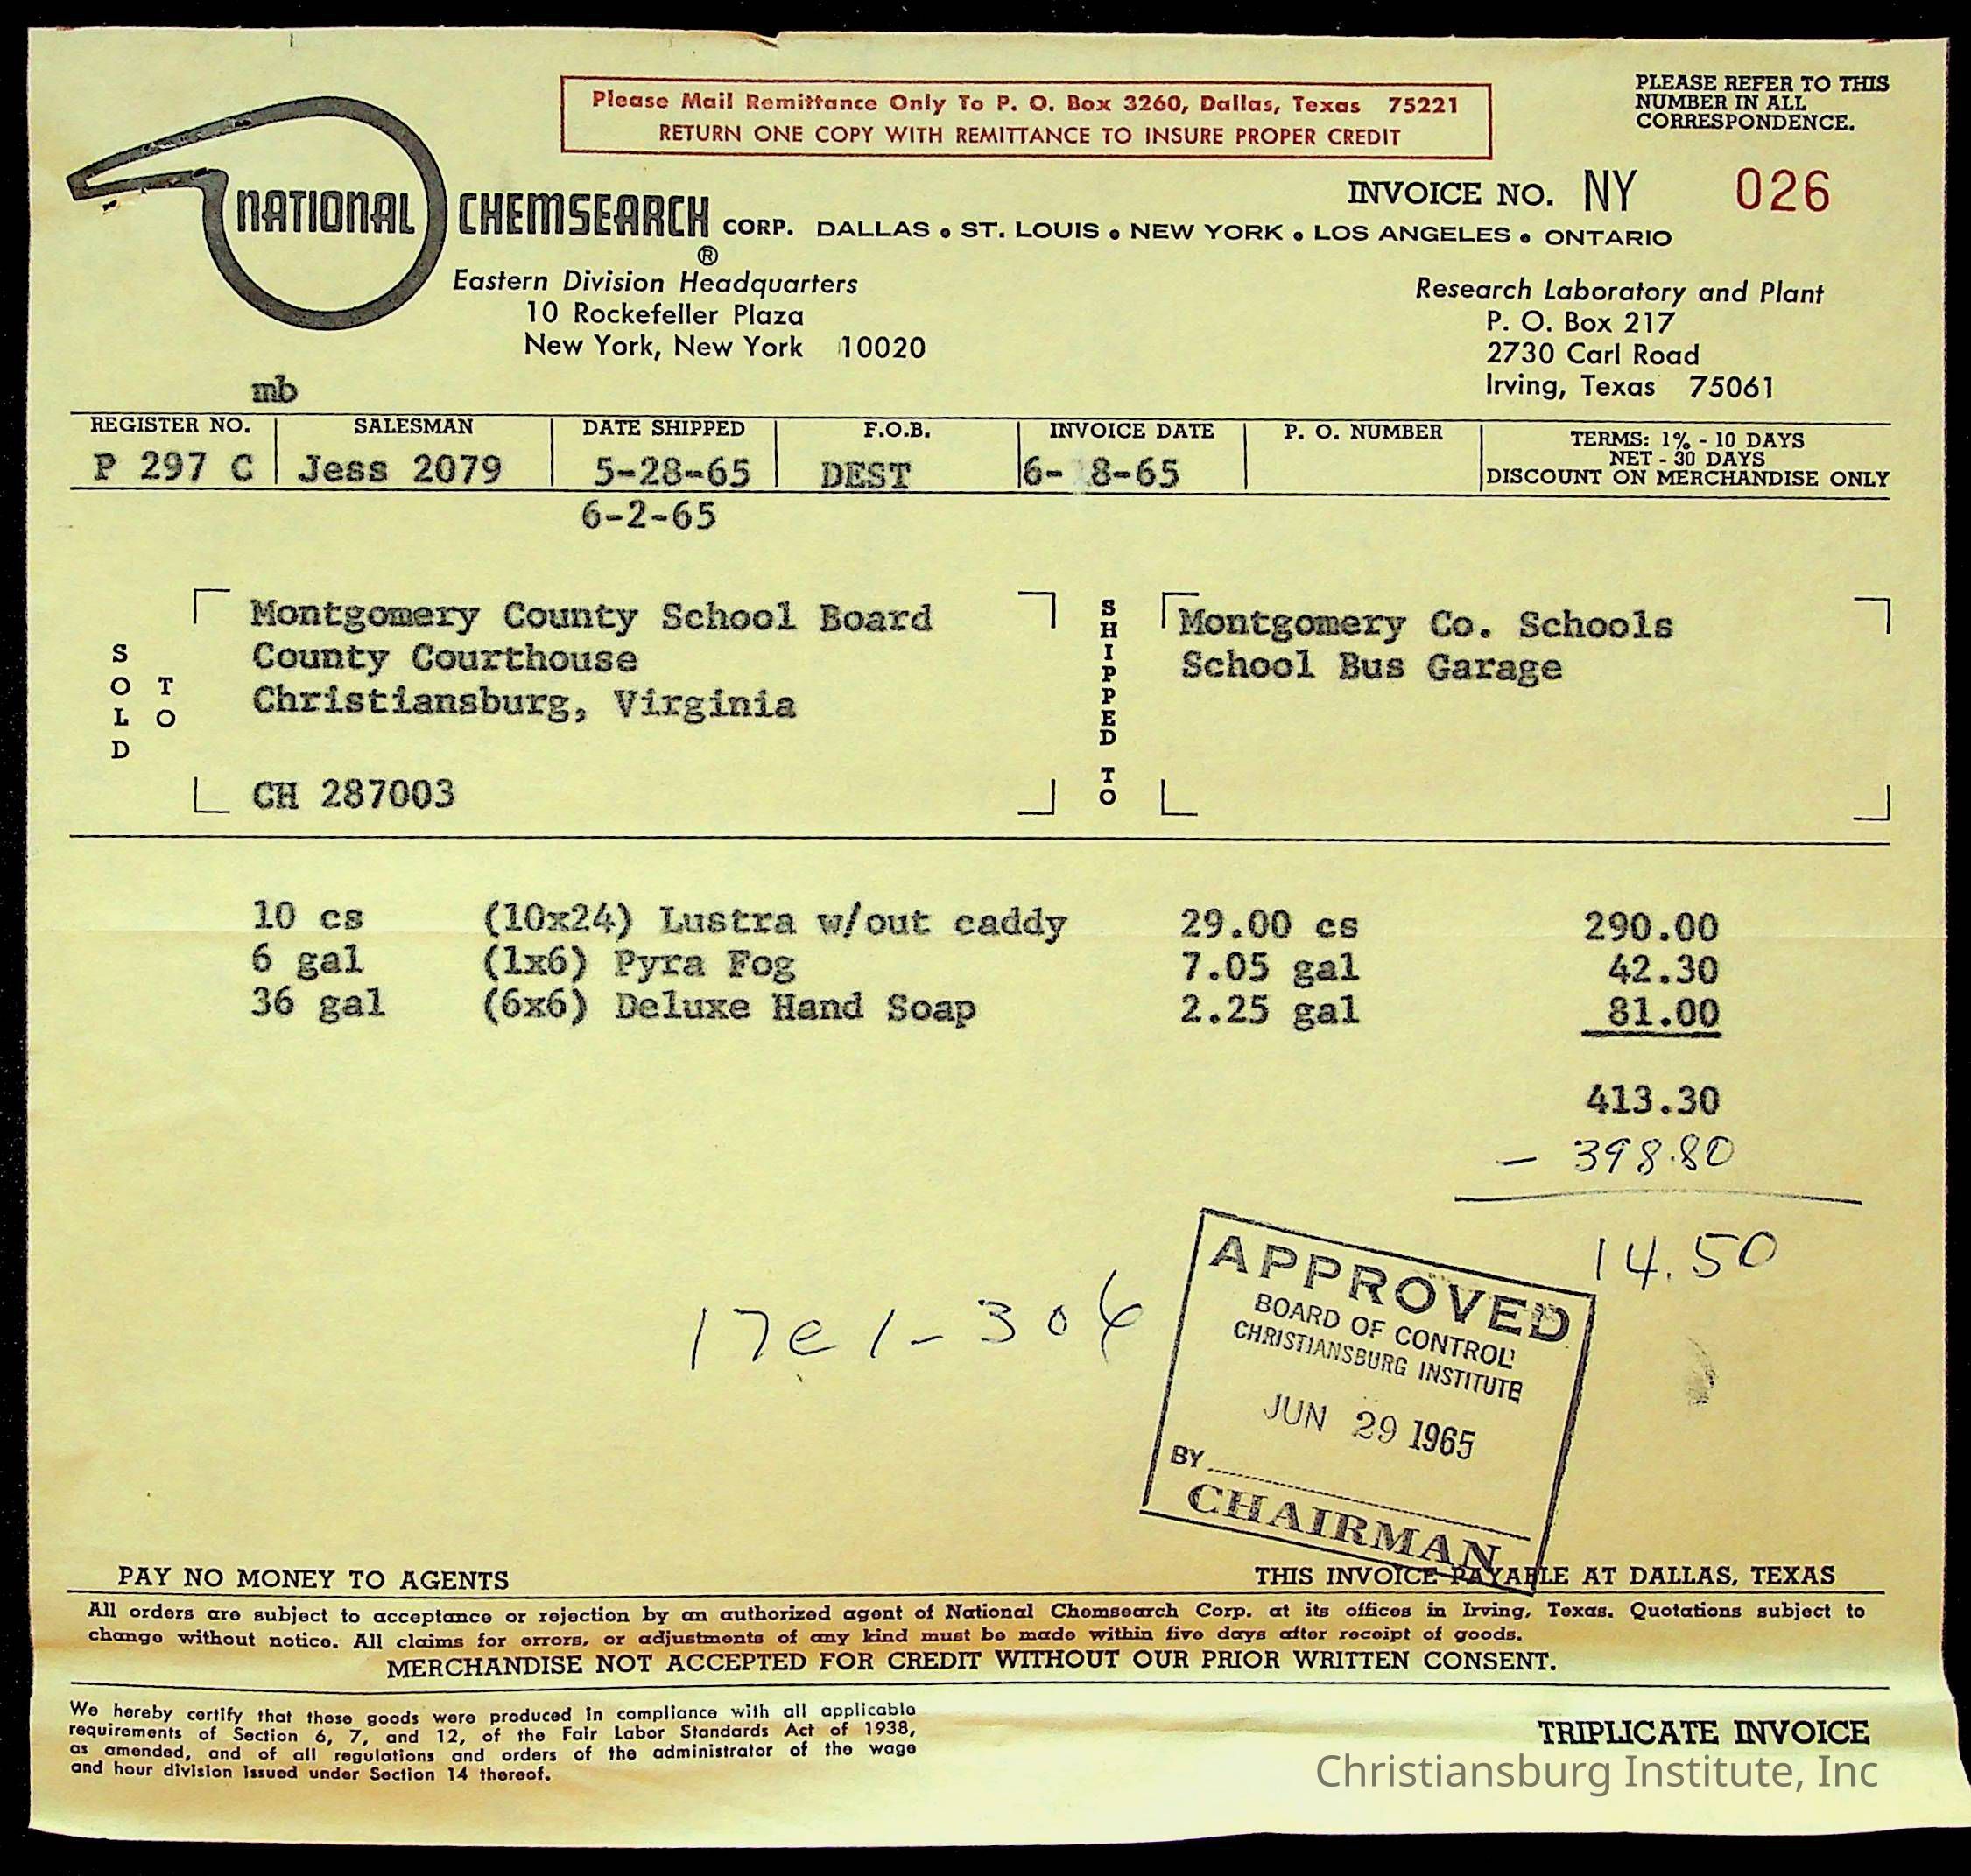 Please Mail Remittance Only To P. O. Box 3260, Dallas, Texas 75221
RETURN ONE COPY WITH REMITTANCE TO INSURE PROPER CREDIT
PLEASE REFER TO THIS
NUMBER IN ALL
CORRESPONDENCE.
INVOICE NO. NY 026
NATIONAL CHEMSEARCH CORP. DALLAS • ST. LOUIS • NEW YORK • LOS ANGELES • ONTARIO
®
Eastern Division Headquarters
10 Rockefeller Plaza
New York, New York 10020
Research Laboratory and Plant
P. O. Box 217
2730 Carl Road
Irving, Texas 75061
mb
REGISTER NO. SALESMAN DATE SHIPPED F.O.B. INVOICE DATE P. O. NUMBER TERMS: 1% - 10 DAYS
NET - 30 DAYS
DISCOUNT ON MERCHANDISE ONLY
P 297 C Jess 2079 5-28-65 DEST 6- 8-65
6-2-65
SOLD TO
Montgomery County School Board
County Courthouse
Christiansburg, Virginia
CH 287003
SHIPPED TO
Montgomery Co. Schools
School Bus Garage
10 cs (10x24) Lustra w/out caddy 29.00 cs 290.00
6 gal (1x6) Pyra Fog 7.05 gal 42.30
36 gal (6x6) Deluxe Hand Soap 2.25 gal 81.00
413.30
- 398.80
14.50
17e1-306
APPROVED
BOARD OF CONTROL
CHRISTIANSBURG INSTITUTE
JUN 29 1965
BY
CHAIRMAN
PAY NO MONEY TO AGENTS
THIS INVOICE PAYABLE AT DALLAS, TEXAS
All orders are subject to acceptance or rejection by an authorized agent of National Chemsearch Corp. at its offices in Irving, Texas. Quotations subject to
change without notice. All claims for errors, or adjustments of any kind must be made within five days after receipt of goods.
MERCHANDISE NOT ACCEPTED FOR CREDIT WITHOUT OUR PRIOR WRITTEN CONSENT.
We hereby certify that these goods were produced in compliance with all applicable
requirements of Section 6, 7, and 12, of the Fair Labor Standards Act of 1938,
as amended, and of all regulations and orders of the administrator of the wage
and hour division issued under Section 14 thereof.
TRIPLICATE INVOICE
Christiansburg Institute, Inc